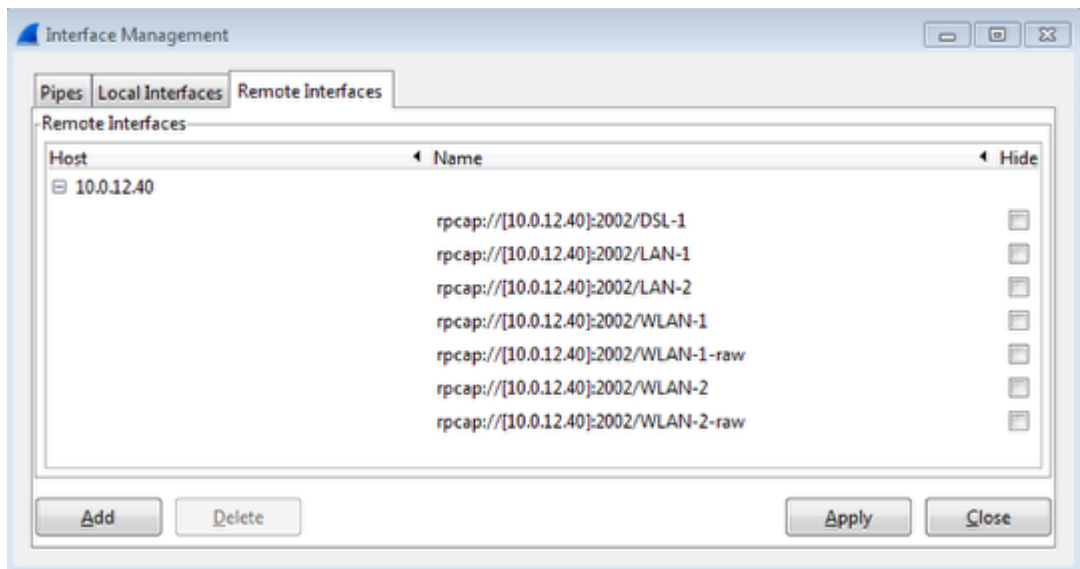 Interface Management
Pipes Local Interfaces Remote Interfaces
Remote Interfaces
Host Name Hide
10.0.12.40
rpcap://[10.0.12.40]:2002/DSL-1
rpcap://[10.0.12.40]:2002/LAN-1
rpcap://[10.0.12.40]:2002/LAN-2
rpcap://[10.0.12.40]:2002/WLAN-1
rpcap://[10.0.12.40]:2002/WLAN-1-raw
rpcap://[10.0.12.40]:2002/WLAN-2
rpcap://[10.0.12.40]:2002/WLAN-2-raw
Add Delete Apply Close